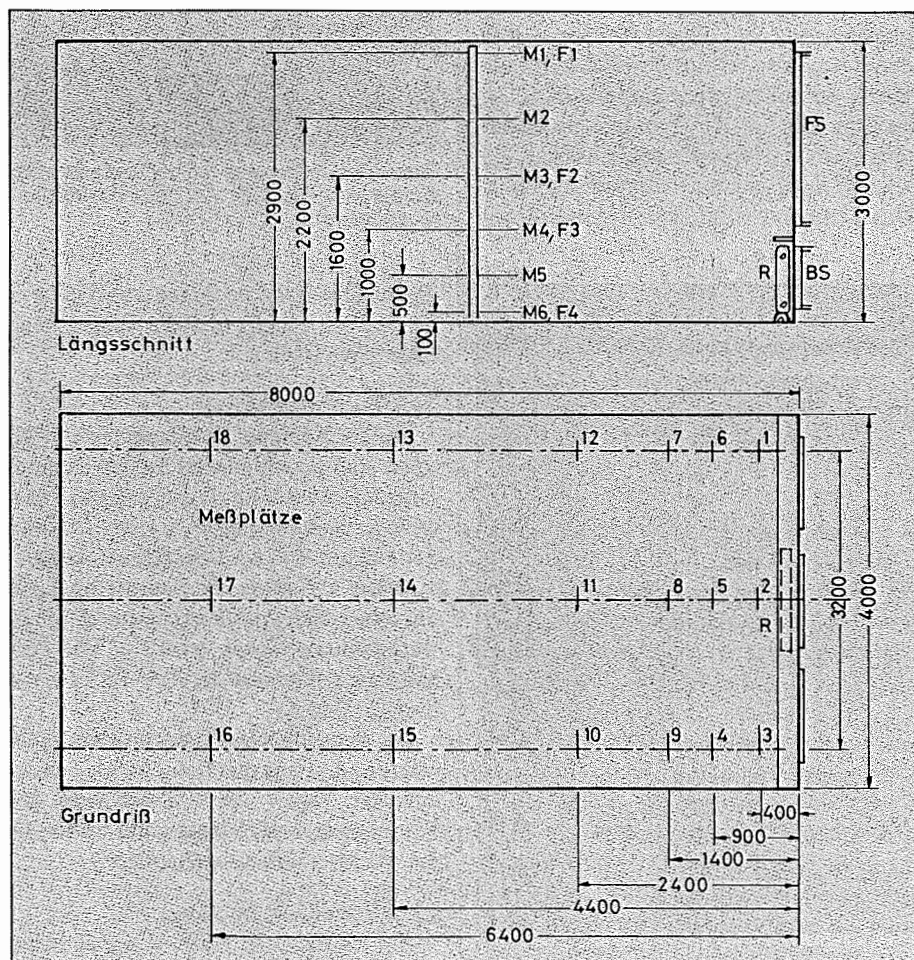 M1, F1
M2
M3, F2
M4, F3
M5
M6, F4
2900
2200
1600
1000
500
100
FS
R
BS
3000
Längsschnitt
8000
18 13 12 7 6 1
Meßplätze
17 14 11 8 5 2
R
3200
4000
16 15 10 9 4 3
Grundriß
400
900
1400
2400
4400
6400